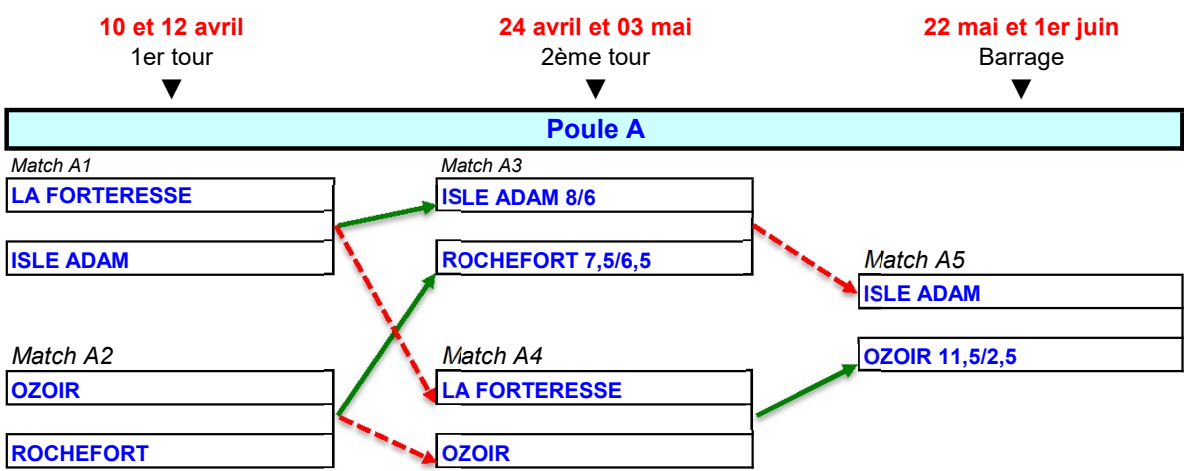 10 et 12 avril
1er tour
▼
24 avril et 03 mai
2ème tour
▼
22 mai et 1er juin
Barrage
▼
Poule A
Match A1
LA FORTERESSE
ISLE ADAM
Match A2
OZOIR
ROCHEFORT
Match A3
ISLE ADAM 8/6
ROCHEFORT 7,5/6,5
Match A4
LA FORTERESSE
OZOIR
Match A5
ISLE ADAM
OZOIR 11,5/2,5